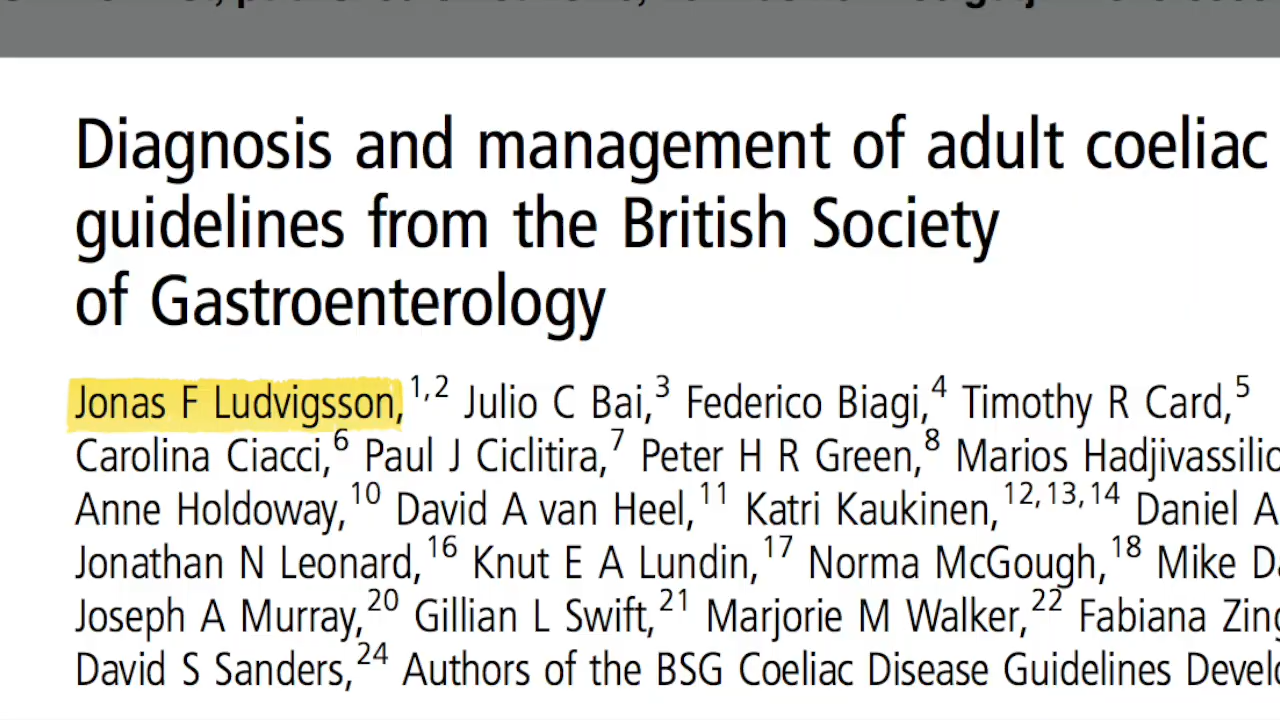 Diagnosis and management of adult coeliac
guidelines from the British Society
of Gastroenterology
Jonas F Ludvigsson,1,2 Julio C Bai,3 Federico Biagi,4 Timothy R Card,5
Carolina Ciacci,6 Paul J Ciclitira,7 Peter H R Green,8 Marios
Anne Holdoway,10 David A van Heel,11 Katri Kaukinen,12,13,14 Daniel A
Jonathan N Leonard,16 Knut E A Lundin,17 Norma McGough,18 Mike
Joseph A Murray,20 Gillian L Swift,21 Marjorie M Walker,22 Fabiana
David S Sanders,24 Authors of the BSG Coeliac Disease Guidelines